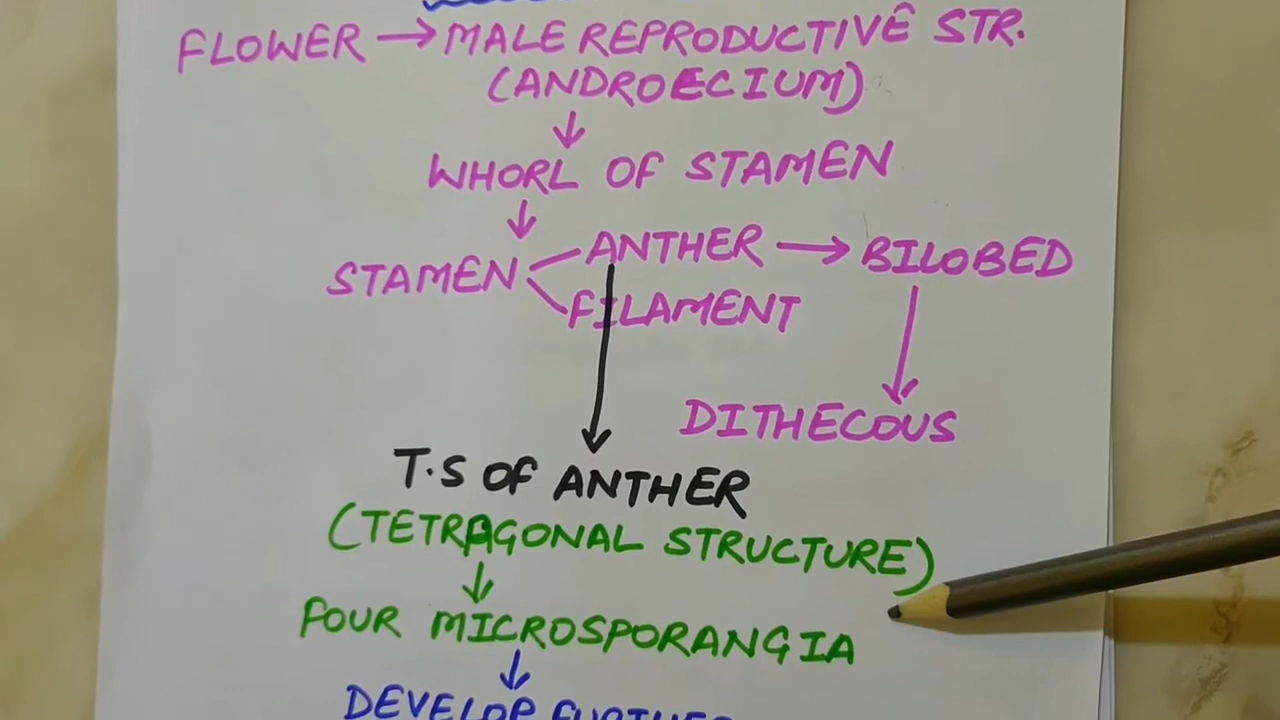 FLOWER → MALE REPRODUCTIVE STR.
(ANDROECIUM)
↓
WHORL OF STAMEN
↓
STAMEN
ANTHER → BILOBED
FILAMENT
↓
DITHECOUS
↓
T.S OF ANTHER
(TETRAGONAL STRUCTURE)
↓
FOUR MICROSPORANGIA
↓
DEVELOP FURTHER